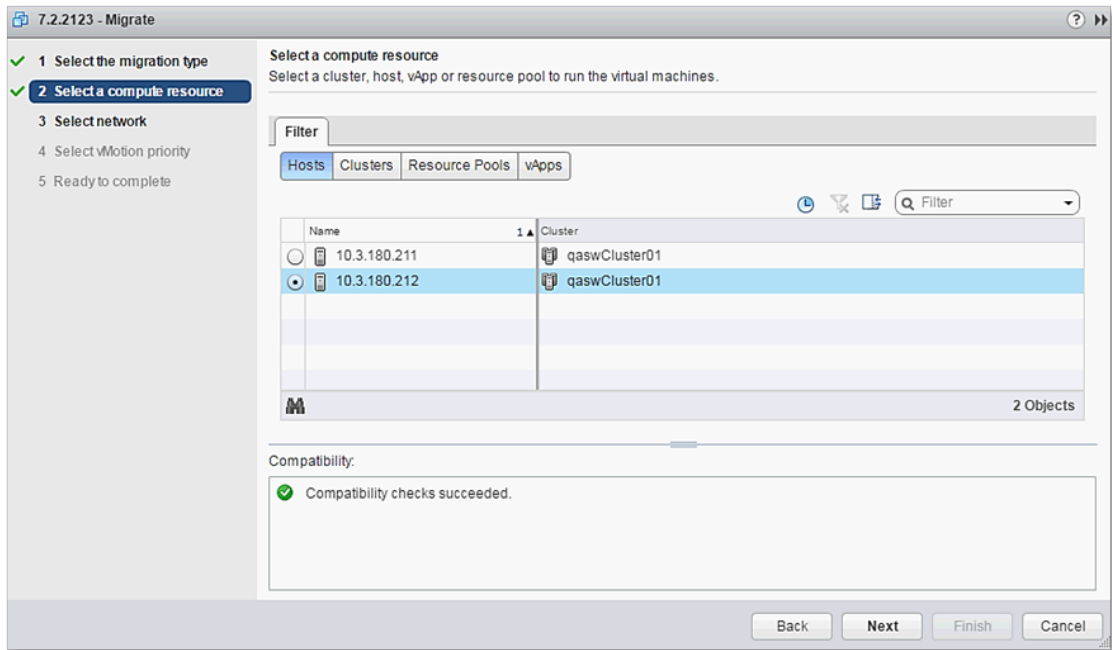 7.2.2123 - Migrate
?
1 Select the migration type
2 Select a compute resource
3 Select network
4 Select vMotion priority
5 Ready to complete
Select a compute resource
Select a cluster, host, vApp or resource pool to run the virtual machines.
Filter
Hosts Clusters Resource Pools vApps
Filter
Name 1 ▲ Cluster
10.3.180.211 qaswCluster01
10.3.180.212 qaswCluster01
2 Objects
Compatibility:
Compatibility checks succeeded.
Back Next Finish Cancel